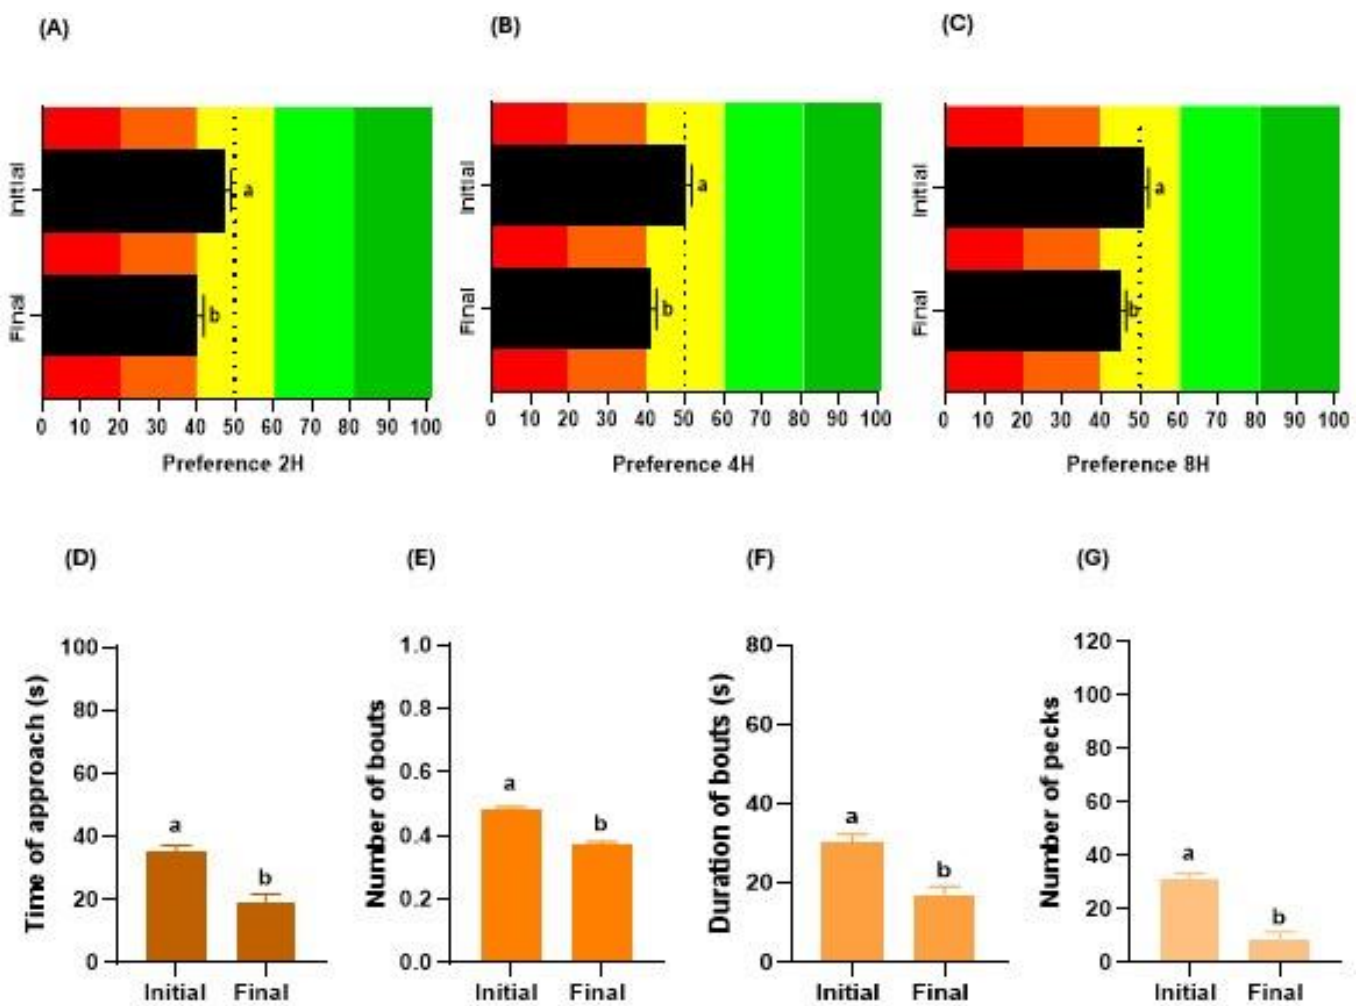 (A)
(B)
(C)
Initial
a
Final
b
0 10 20 30 40 50 60 70 80 90 100
Preference 2H
Initial
a
Final
b
0 10 20 30 40 50 60 70 80 90 100
Preference 4H
Initial
a
Final
b
0 10 20 30 40 50 60 70 80 90 100
Preference 8H
(D)
(E)
(F)
(G)
Time of approach (s)
100
80
60
40
20
0
a
b
Initial Final
Number of bouts
1.0
0.8
0.6
0.4
0.2
0.0
a
b
Initial Final
Duration of bouts (s)
80
60
40
20
0
a
b
Initial Final
Number of pecks
120
100
80
60
40
20
0
a
b
Initial Final